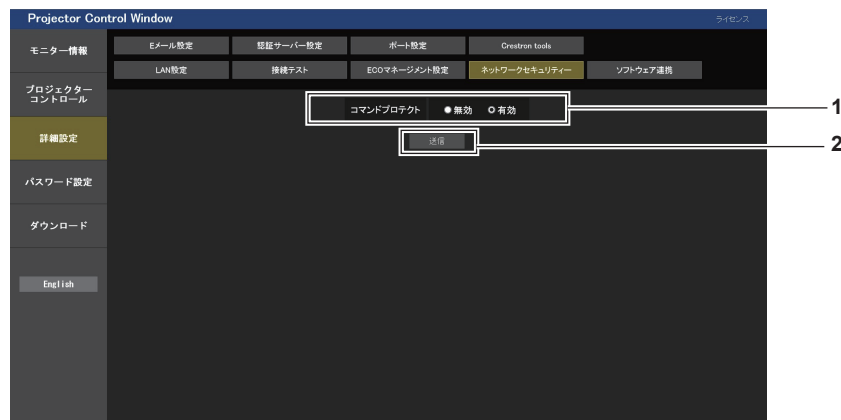 Projector Control Window
ライセンス
モニター情報
Eメール設定
認証サーバー設定
ポート設定
Crestron tools
LAN設定
接続テスト
ECOマネージメント設定
ネットワークセキュリティー
ソフトウェア連携
プロジェクター
コントロール
コマンドプロテクト
無効
有効
1
送信
2
詳細設定
パスワード設定
ダウンロード
English